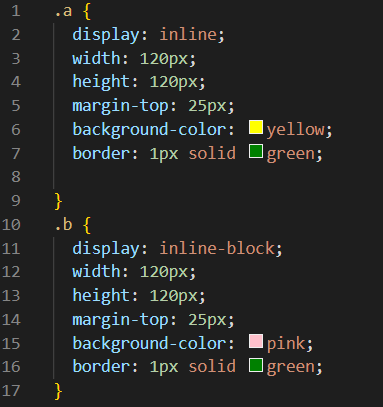 1 .a {
2 display: inline;
3 width: 120px;
4 height: 120px;
5 margin-top: 25px;
6 background-color: yellow;
7 border: 1px solid green;
8
9 }
10 .b {
11 display: inline-block;
12 width: 120px;
13 height: 120px;
14 margin-top: 25px;
15 background-color: pink;
16 border: 1px solid green;
17 }